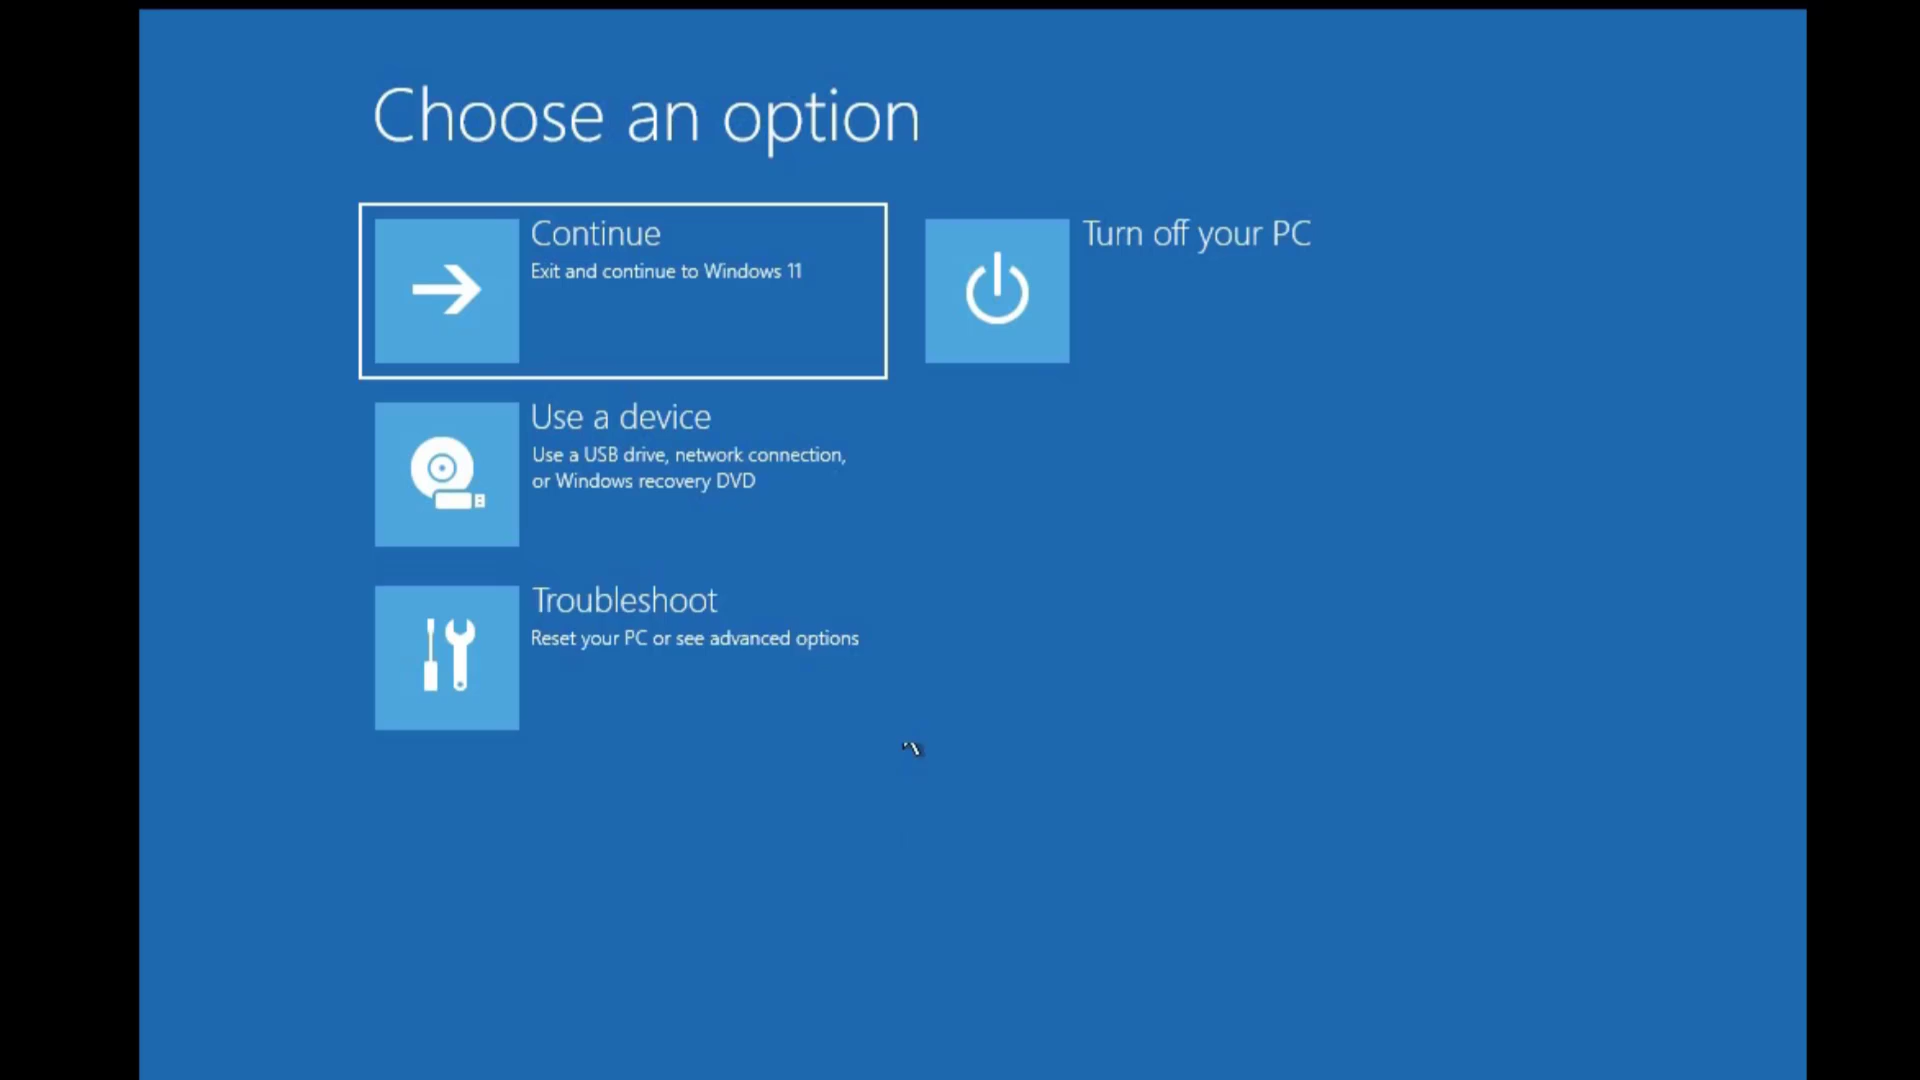 Choose an option
Continue
Exit and continue to Windows 11
Turn off your PC
Use a device
Use a USB drive, network connection,
or Windows recovery DVD
Troubleshoot
Reset your PC or see advanced options